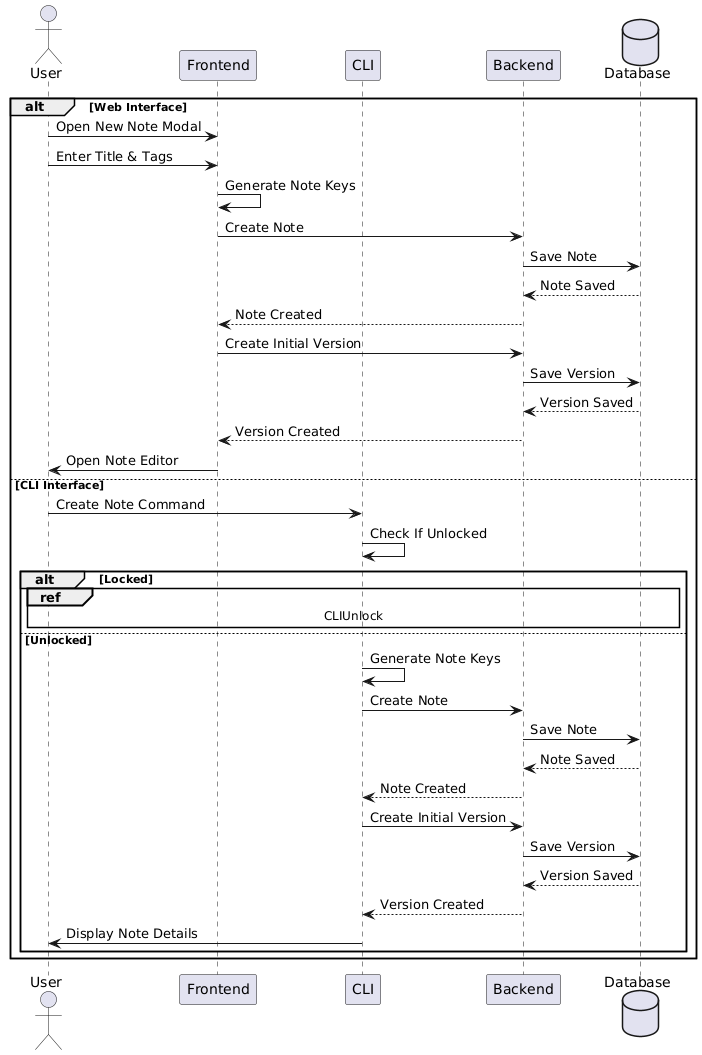 User
Frontend
CLI
Backend
Database
alt [Web Interface]
Open New Note Modal
Enter Title & Tags
Generate Note Keys
Create Note
Save Note
Note Saved
Note Created
Create Initial Version
Save Version
Version Saved
Version Created
Open Note Editor
[CLI Interface]
Create Note Command
Check If Unlocked
alt [Locked]
ref
CLIUnlock
[Unlocked]
Generate Note Keys
Create Note
Save Note
Note Saved
Note Created
Create Initial Version
Save Version
Version Saved
Version Created
Display Note Details
User
Frontend
CLI
Backend
Database